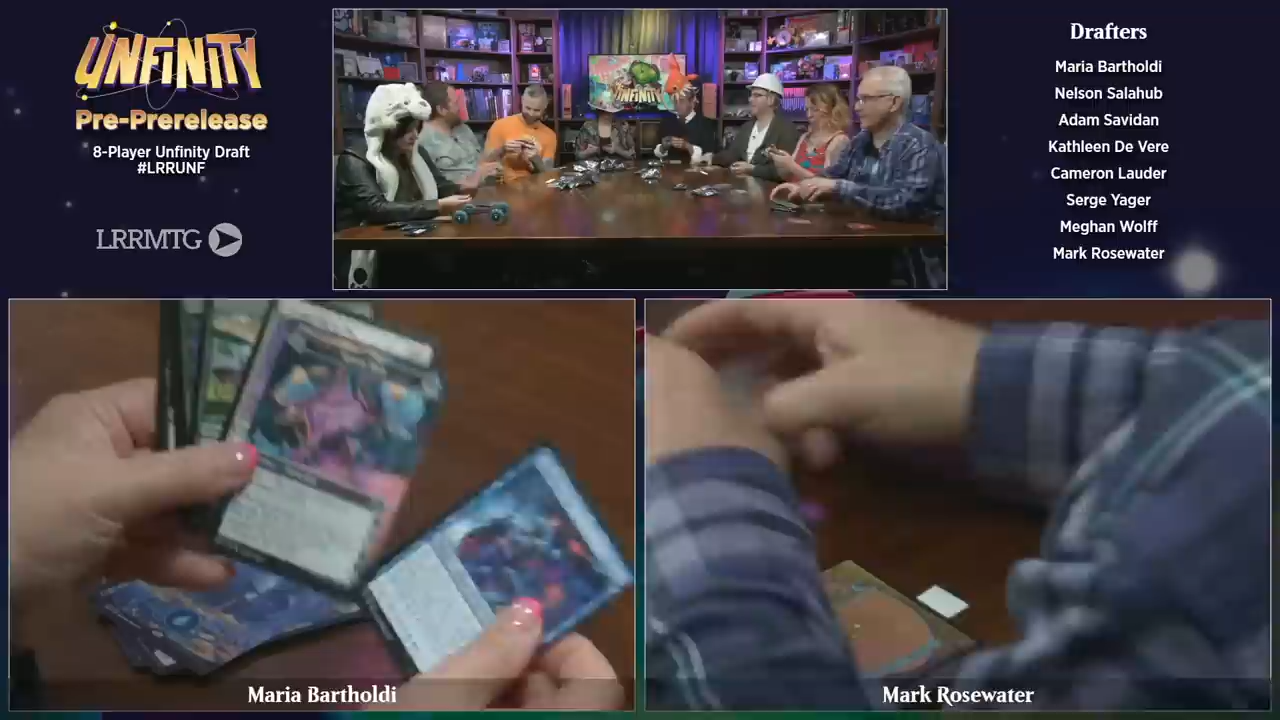 UNFINITY
Pre-Prerelease
8-Player Unfinity Draft
#LRRUNF
LRRMTG
UNFINITY
Drafters
Maria Bartholdi
Nelson Salahub
Adam Savidan
Kathleen De Vere
Cameron Lauder
Serge Yager
Meghan Wolff
Mark Rosewater
Maria Bartholdi
Mark Rosewater